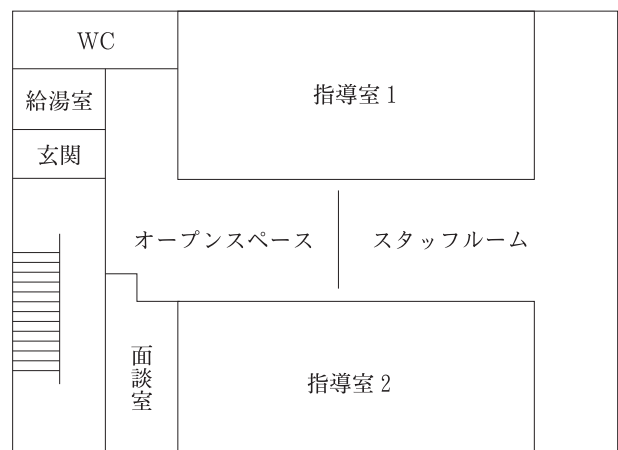 WC
指導室 1
給湯室
玄関
オープンスペース
スタッフルーム
面談室
指導室 2